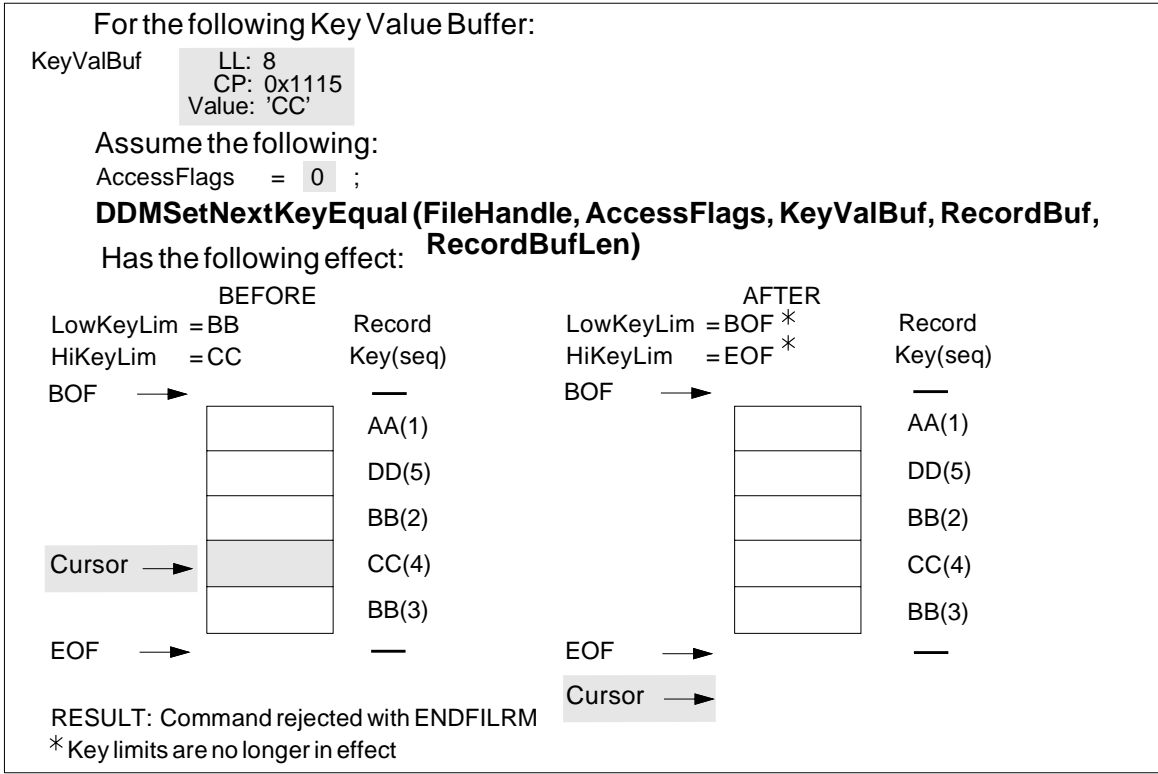 For the following Key Value Buffer:
KeyValBuf LL: 8
CP: 0x1115
Value: ’CC’
Assume the following:
AccessFlags = 0 ;
DDMSetNextKeyEqual (FileHandle, AccessFlags, KeyValBuf, RecordBuf,
RecordBufLen)
Has the following effect:
BEFORE AFTER
LowKeyLim =BB Record LowKeyLim =BOF * Record
HiKeyLim =CC Key(seq) HiKeyLim =EOF * Key(seq)
BOF — BOF —
AA(1) AA(1)
DD(5) DD(5)
BB(2) BB(2)
Cursor CC(4) CC(4)
BB(3) BB(3)
EOF — EOF —
Cursor
RESULT: Command rejected with ENDFILRM
* Key limits are no longer in effect